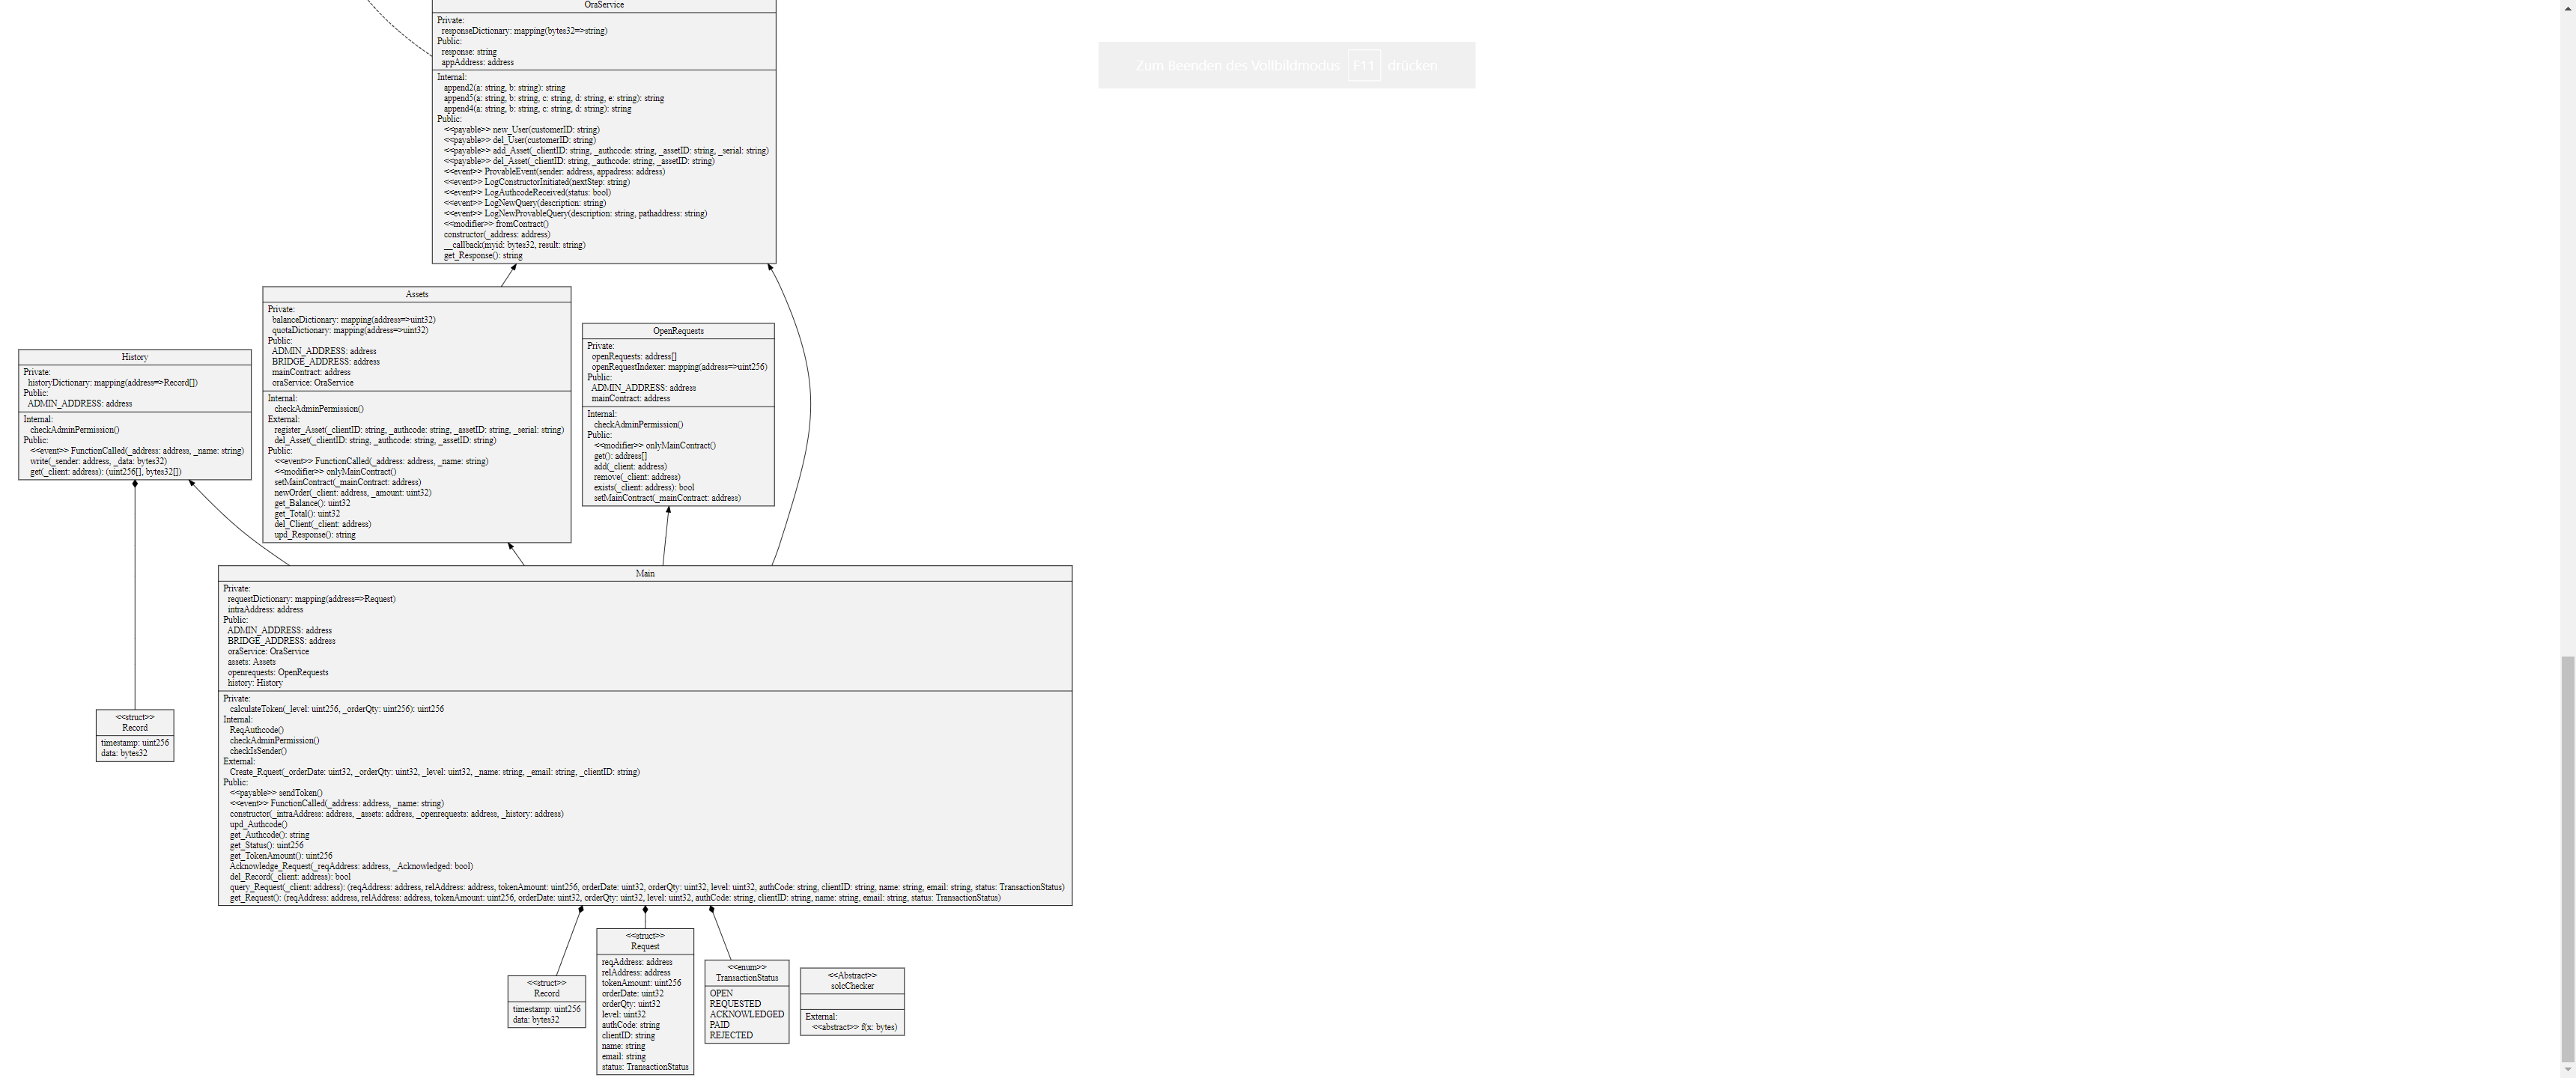 OraService
Private:
responseDictionary: mapping(bytes32=>string)
Public:
response: string
appAddress: address
Internal:
append2(a: string, b: string): string
append5(a: string, b: string, c: string, d: string, e: string): string
append4(a: string, b: string, c: string, d: string): string
Public:
<<payable>> new_User(customerID: string)
<<payable>> del_User(customerID: string)
<<payable>> add_Asset(_clientID: string, _authcode: string, _assetID: string, _serial: string)
<<payable>> del_Asset(_clientID: string, _authcode: string, _assetID: string)
<<event>> ProvableEvent(sender: address, appadress: address)
<<event>> LogConstructorInitiated(nextStep: string)
<<event>> LogAuthcodeReceived(status: bool)
<<event>> LogNewQuery(description: string)
<<event>> LogNewProvableQuery(description: string, pathaddress: string)
<<modifier>> fromContract()
constructor(_address: address)
__callback(myid: bytes32, result: string)
get_Response(): string
Zum Beenden des Vollbildmodus F11 drücken
Assets
Private:
balanceDictionary: mapping(address=>uint32)
quotaDictionary: mapping(address=>uint32)
Public:
ADMIN_ADDRESS: address
BRIDGE_ADDRESS: address
mainContract: address
oraService: OraService
Internal:
checkAdminPermission()
External:
register_Asset(_clientID: string, _authcode: string, _assetID: string, _serial: string)
del_Asset(_clientID: string, _authcode: string, _assetID: string)
Public:
<<event>> FunctionCalled(_address: address, _name: string)
<<modifier>> onlyMainContract()
setMainContract(_mainContract: address)
newOrder(_client: address, _amount: uint32)
get_Balance(): uint32
get_Total(): uint32
del_Client(_client: address)
upd_Response(): string
OpenRequests
Private:
openRequests: address[]
openRequestIndexer: mapping(address=>uint256)
Public:
ADMIN_ADDRESS: address
mainContract: address
Internal:
checkAdminPermission()
Public:
<<modifier>> onlyMainContract()
get(): address[]
add(_client: address)
remove(_client: address)
exists(_client: address): bool
setMainContract(_mainContract: address)
History
Private:
historyDictionary: mapping(address=>Record[])
Public:
ADMIN_ADDRESS: address
Internal:
checkAdminPermission()
Public:
<<event>> FunctionCalled(_address: address, _name: string)
write(_sender: address, _data: bytes32)
get(_client: address): (uint256[], bytes32[])
Main
Private:
requestDictionary: mapping(address=>Request)
intraAddress: address
Public:
ADMIN_ADDRESS: address
BRIDGE_ADDRESS: address
oraService: OraService
assets: Assets
openrequests: OpenRequests
history: History
Private:
calculateToken(_level: uint256, _orderQty: uint256): uint256
Internal:
ReqAuthcode()
checkAdminPermission()
checkIsSender()
External:
Create_Rquest(_orderDate: uint32, _orderQty: uint32, _level: uint32, _name: string, _email: string, _clientID: string)
Public:
<<payable>> sendToken()
<<event>> FunctionCalled(_address: address, _name: string)
constructor(_intraAddress: address, _assets: address, _openrequests: address, _history: address)
upd_Authcode()
get_Authcode(): string
get_Status(): uint256
get_TokenAmount(): uint256
Acknowledge_Request(_reqAddress: address, _Acknowledged: bool)
del_Record(_client: address): bool
query_Request(_client: address): (reqAddress: address, relAddress: address, tokenAmount: uint256, orderDate: uint32, orderQty: uint32, level: uint32, authCode: string, clientID: string, name: string, email: string, status: TransactionStatus)
get_Request(): (reqAddress: address, relAddress: address, tokenAmount: uint256, orderDate: uint32, orderQty: uint32, level: uint32, authCode: string, clientID: string, name: string, email: string, status: TransactionStatus)
<<struct>>
Record
timestamp: uint256
data: bytes32
<<struct>>
Record
timestamp: uint256
data: bytes32
<<struct>>
Request
reqAddress: address
relAddress: address
tokenAmount: uint256
orderDate: uint32
orderQty: uint32
level: uint32
authCode: string
clientID: string
name: string
email: string
status: TransactionStatus
<<enum>>
TransactionStatus
OPEN
REQUESTED
ACKNOWLEDGED
PAID
REJECTED
<<Abstract>>
solcChecker
External:
<<abstract>> f(x: bytes)